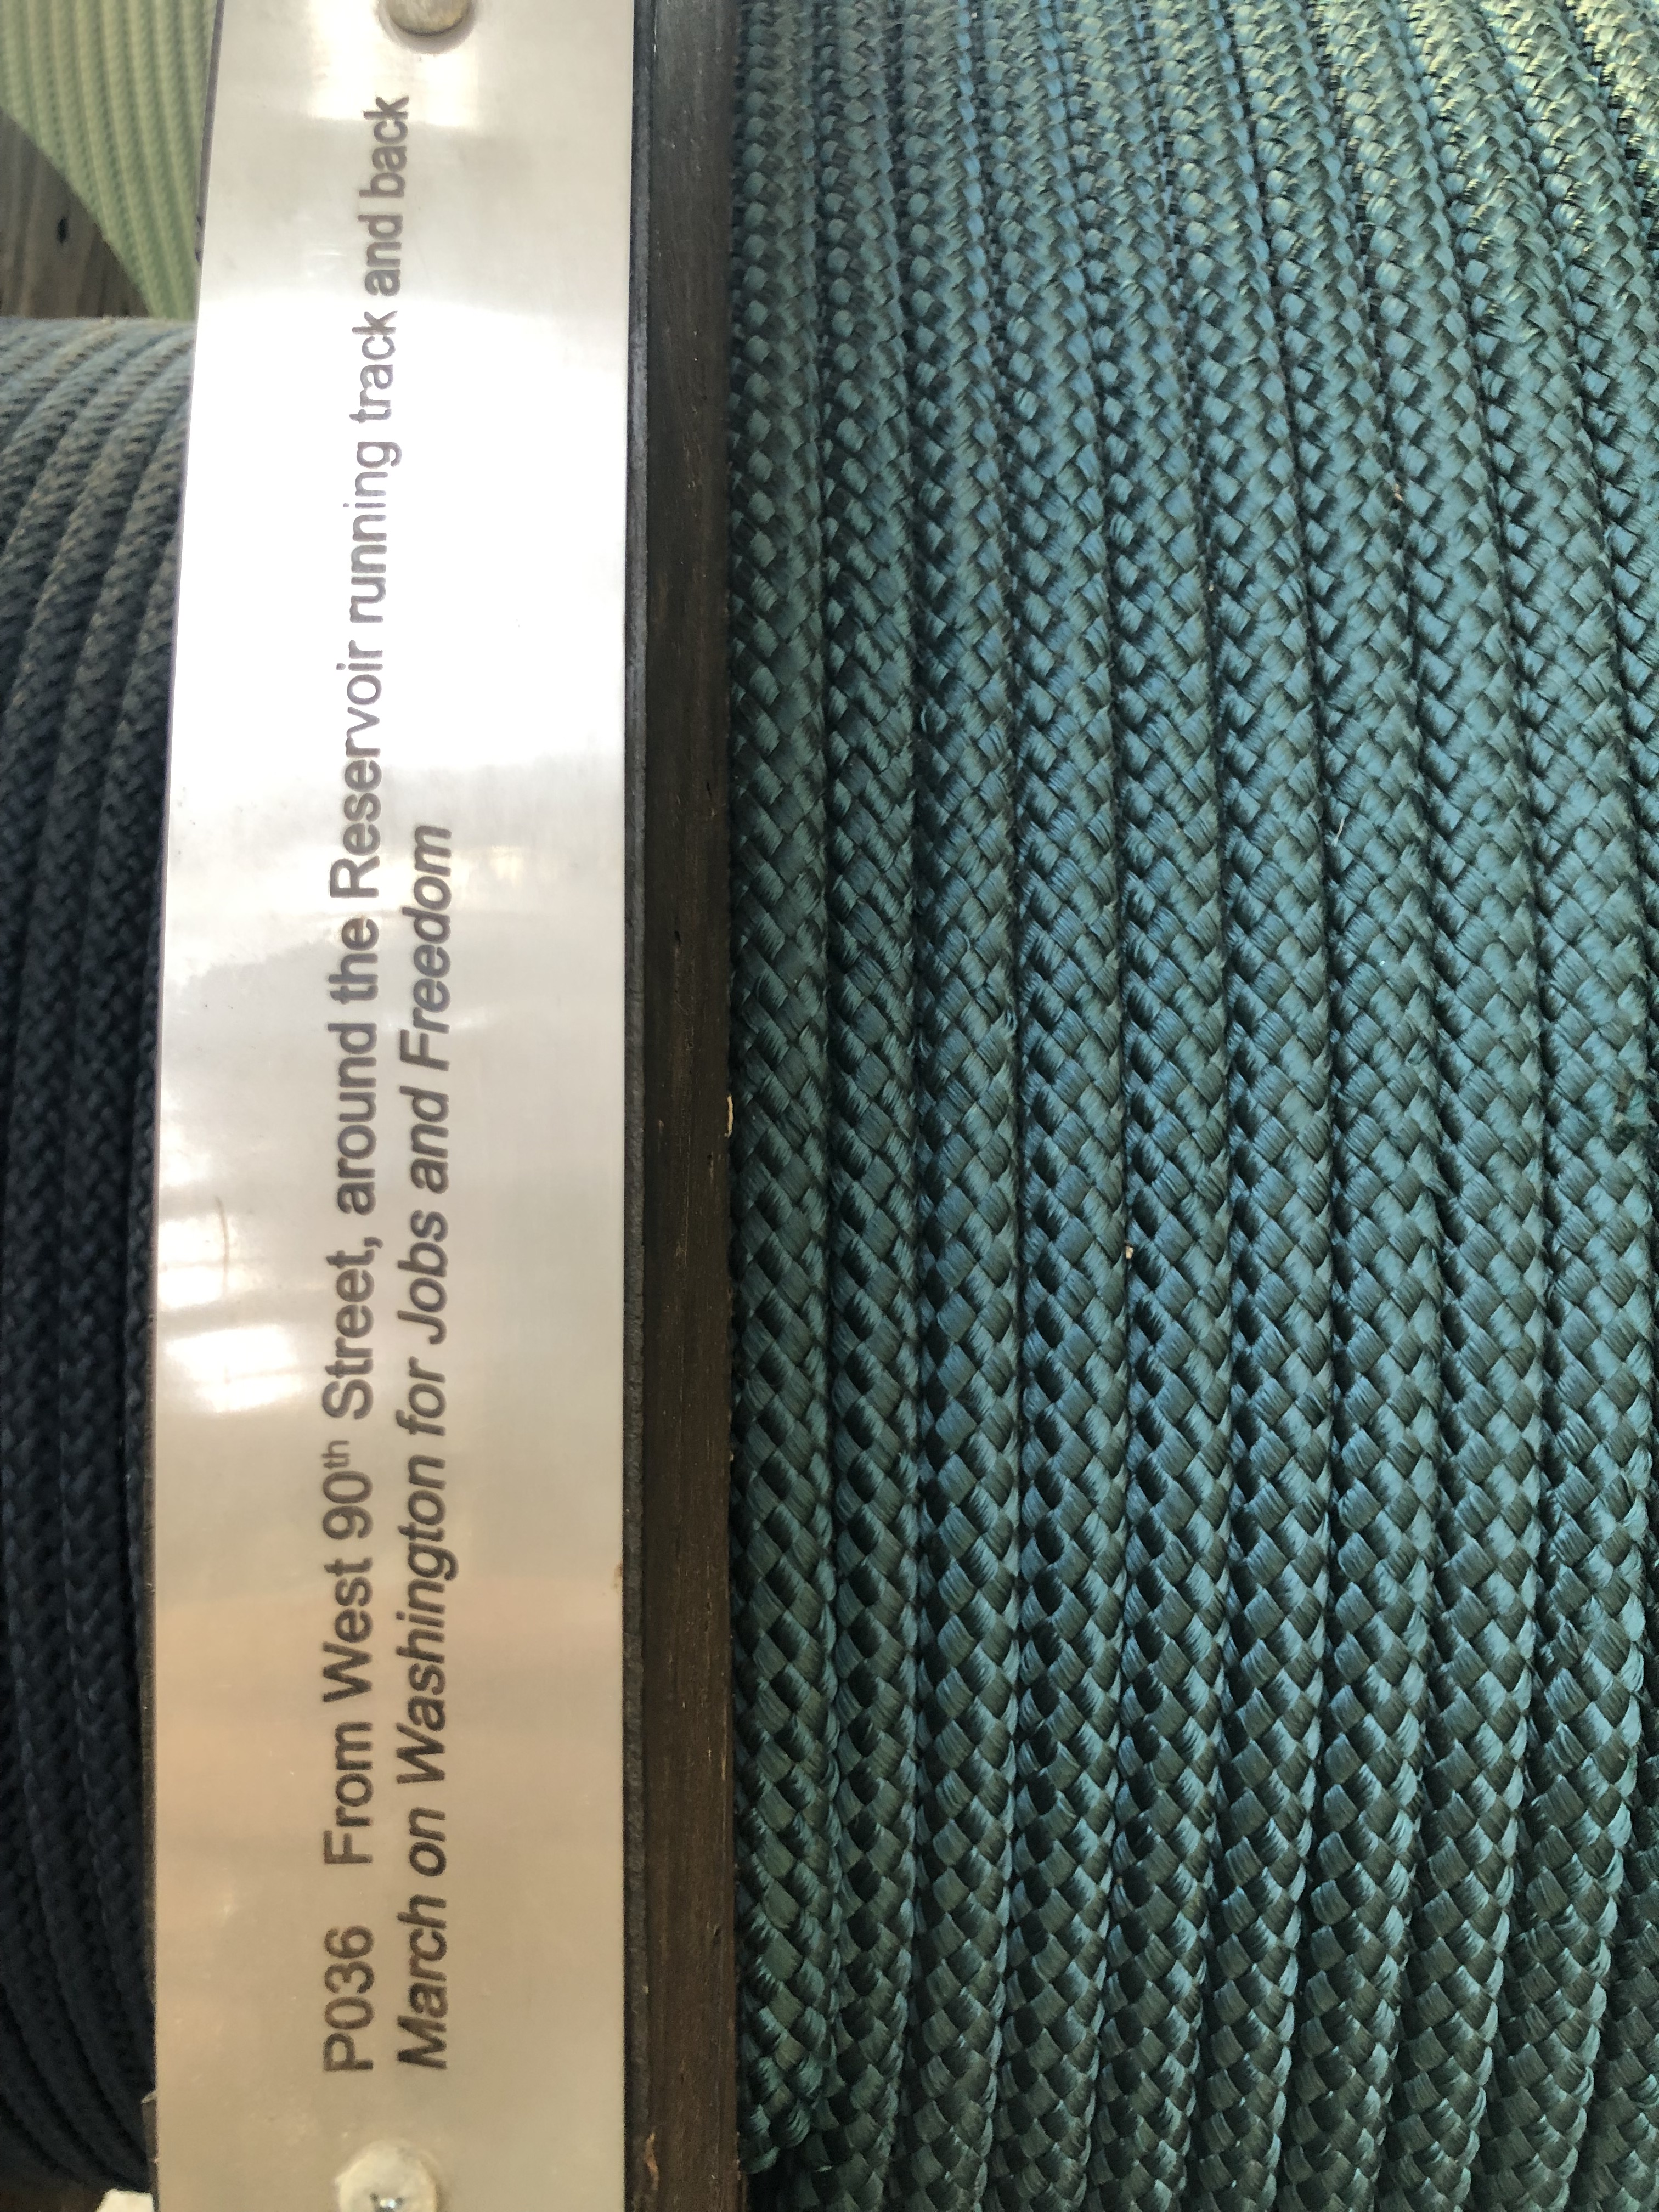 P036 From West 90th Street, around the Reservoir running track and back
March on Washington for Jobs and Freedom